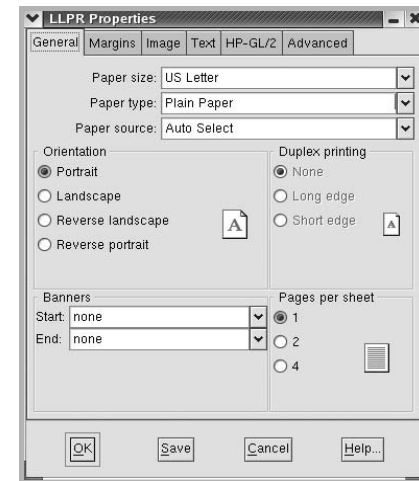 LLPR Properties
General Margins Image Text HP-GL/2 Advanced
Paper size: US Letter
Paper type: Plain Paper
Paper source: Auto Select
Orientation
Portrait
Landscape
Reverse landscape
Reverse portrait
A
Duplex printing
None
Long edge
Short edge
A
Banners
Start: none
End: none
Pages per sheet
1
2
4
OK Save Cancel Help...